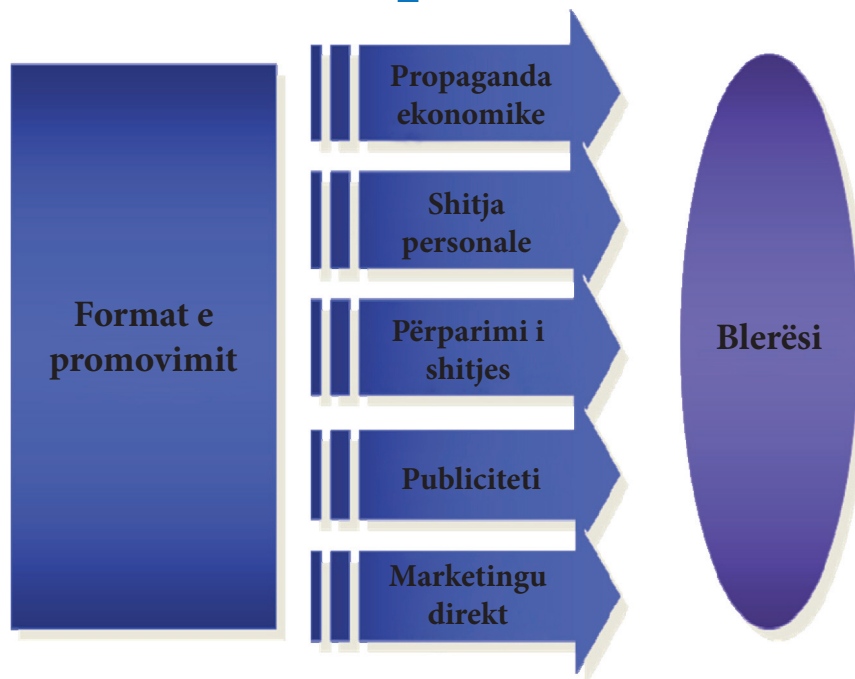 Format e
promovimit
Propaganda
ekonomike
Shitja
personale
Përparimi i
shitjes
Publiciteti
Marketingu
direkt
Blerësi